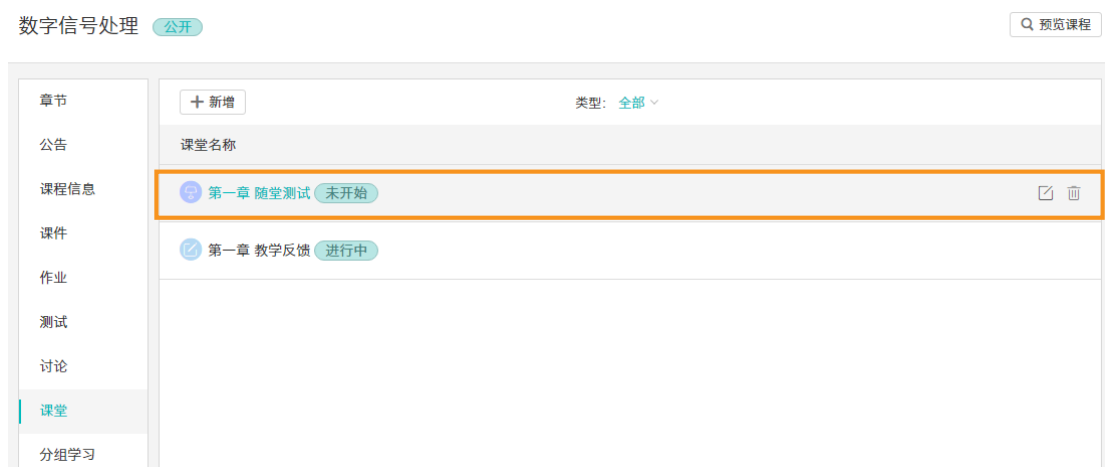 数字信号处理 公开
预览课程
章节
新增
类型: 全部
公告
课堂名称
课程信息
第一章 随堂测试 未开始
课件
第一章 教学反馈 进行中
作业
测试
讨论
课堂
分组学习